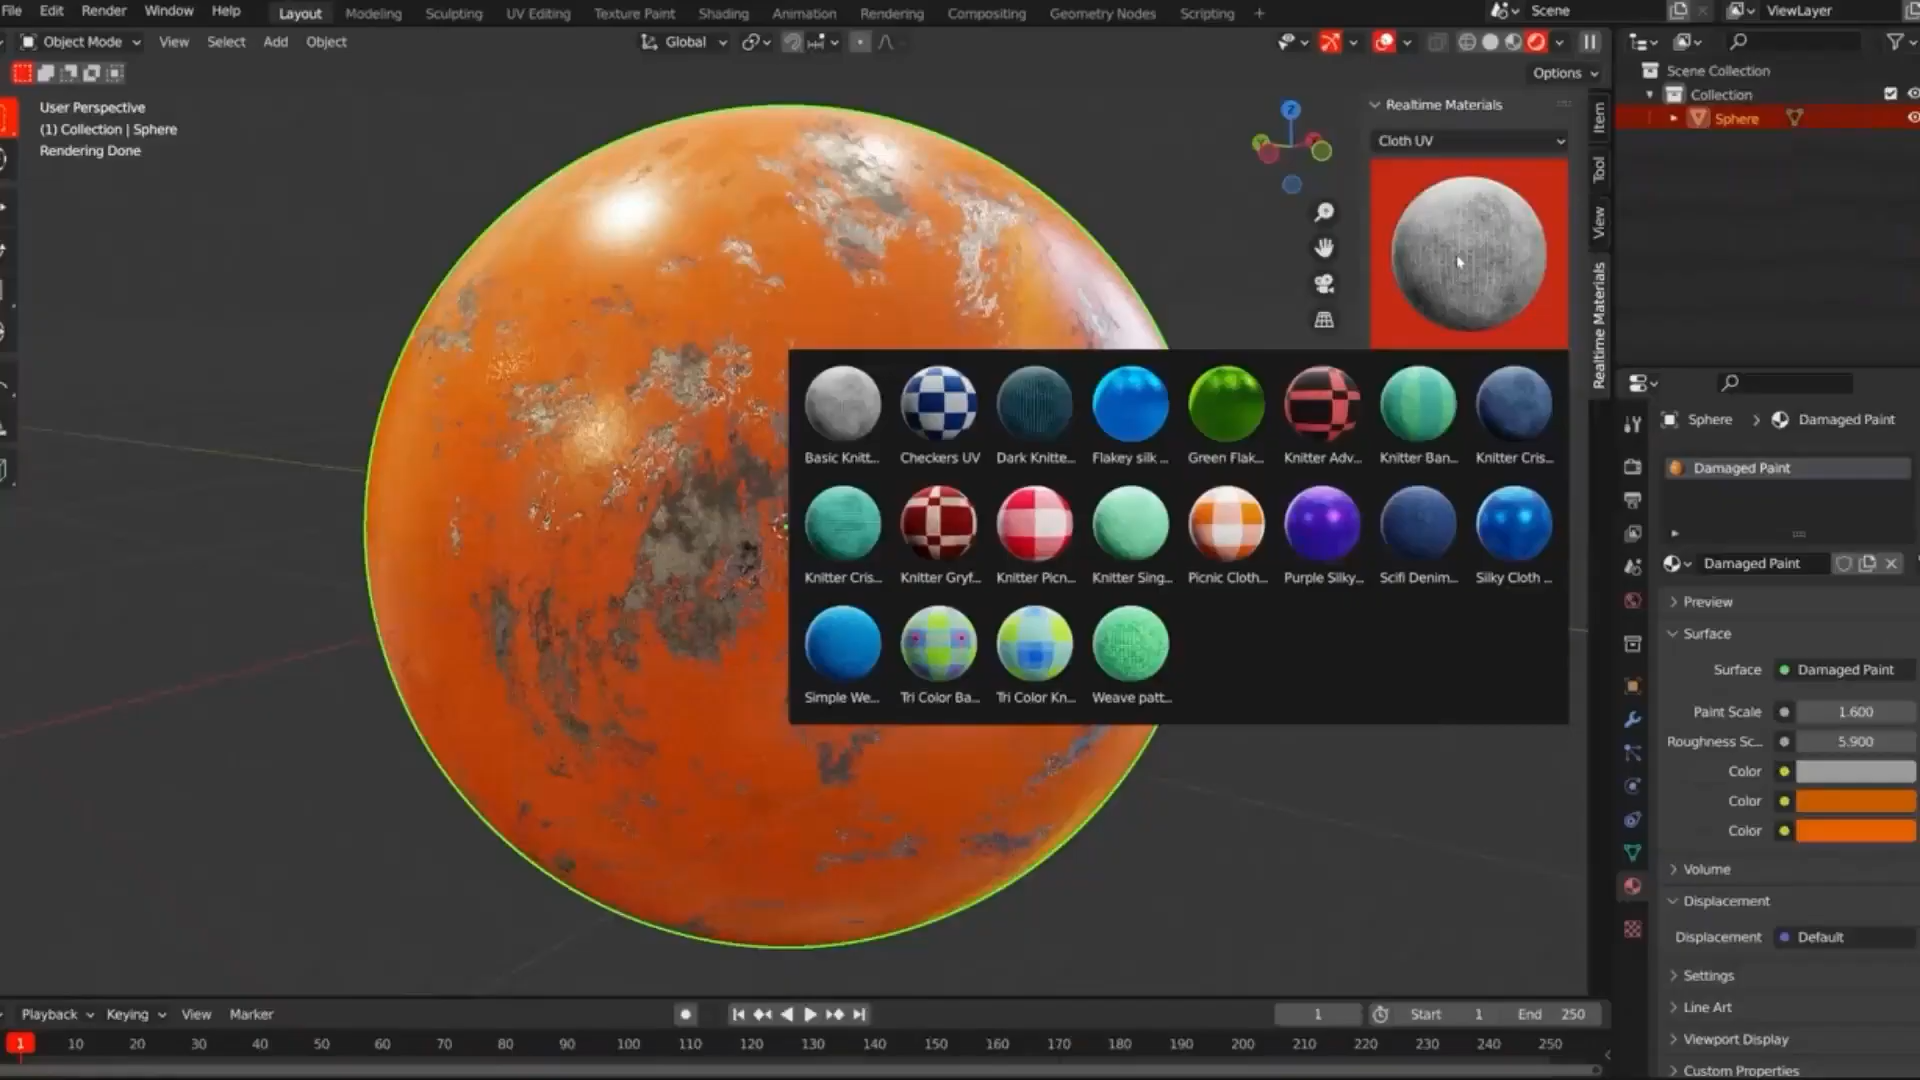 File Edit Render Window Help Layout Modeling Sculpting UV Editing Texture Paint Shading Animation Rendering Compositing Geometry Nodes Scripting + Scene ViewLayer
Object Mode View Select Add Object Global
Options
User Perspective
(1) Collection | Sphere
Rendering Done
Z
Realtime Materials
Cloth UV
Item
Tool
View
Realtime Materials
Basic Knitt... Checkers UV Dark Knitte... Flakey silk ... Green Flak... Knitter Adv... Knitter Ban... Knitter Cris...
Knitter Cris... Knitter Gryf... Knitter Picn... Knitter Sing... Picnic Cloth... Purple Silky... Scifi Denim... Silky Cloth ...
Simple We... Tri Color Ba... Tri Color Kn... Weave patt...
Scene Collection
Collection
Sphere
Sphere > Damaged Paint
Damaged Paint
Damaged Paint
Preview
Surface
Surface Damaged Paint
Paint Scale 1.600
Roughness Sc... 5.900
Color
Color
Color
Volume
Displacement
Displacement Default
Settings
Line Art
Viewport Display
Custom Properties
Playback Keying View Marker 1 Start 1 End 250
1 10 20 30 40 50 60 70 80 90 100 110 120 130 140 150 160 170 180 190 200 210 220 230 240 250